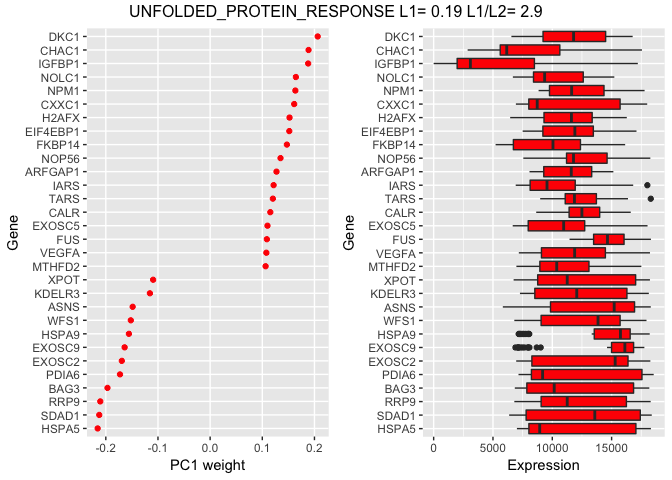 UNFOLDED_PROTEIN_RESPONSE L1= 0.19 L1/L2= 2.9
Gene
DKC1
CHAC1
IGFBP1
NOLC1
NPM1
CXXC1
H2AFX
EIF4EBP1
FKBP14
NOP56
ARFGAP1
IARS
TARS
CALR
EXOSC5
FUS
VEGFA
MTHFD2
XPOT
KDELR3
ASNS
WFS1
HSPA9
EXOSC9
EXOSC2
PDIA6
BAG3
RRP9
SDAD1
HSPA5
-0.2 -0.1 0.0 0.1 0.2
PC1 weight
Gene
DKC1
CHAC1
IGFBP1
NOLC1
NPM1
CXXC1
H2AFX
EIF4EBP1
FKBP14
NOP56
ARFGAP1
IARS
TARS
CALR
EXOSC5
FUS
VEGFA
MTHFD2
XPOT
KDELR3
ASNS
WFS1
HSPA9
EXOSC9
EXOSC2
PDIA6
BAG3
RRP9
SDAD1
HSPA5
0 5000 10000 15000
Expression